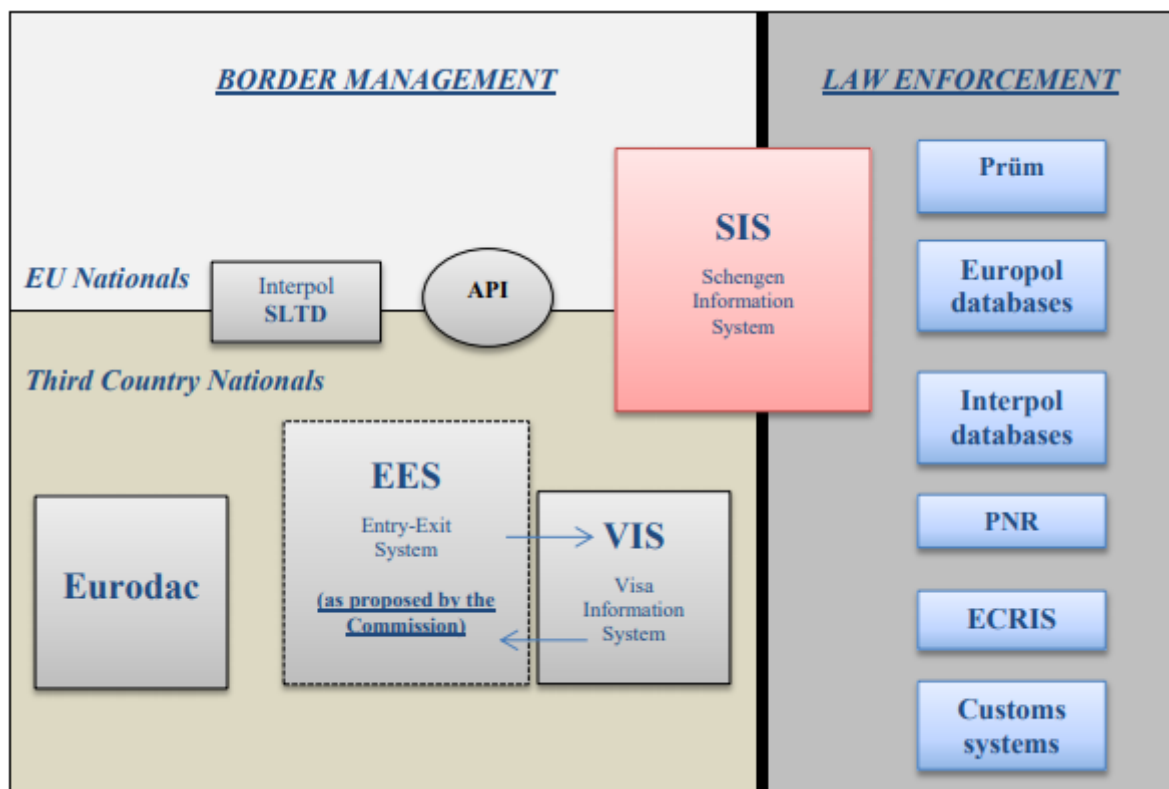 BORDER MANAGEMENT
EU Nationals
Interpol
SLTD
API
SIS
Schengen
Information
System
Third Country Nationals
Eurodac
EES
Entry-Exit
System
(as proposed by the
Commission)
VIS
Visa
Information
System
LAW ENFORCEMENT
Prüm
Europol
databases
Interpol
databases
PNR
ECRIS
Customs
systems